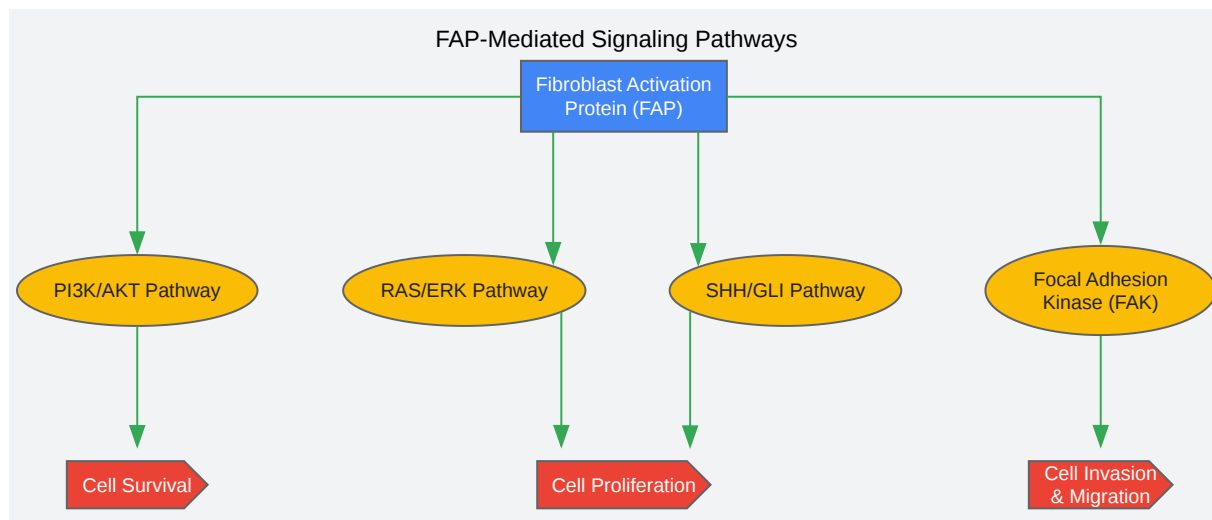 FAP-Mediated Signaling Pathways
Fibroblast Activation
Protein (FAP)
PI3K/AKT Pathway
RAS/ERK Pathway
SHH/GLI Pathway
Focal Adhesion
Kinase (FAK)
Cell Survival
Cell Proliferation
Cell Invasion
& Migration